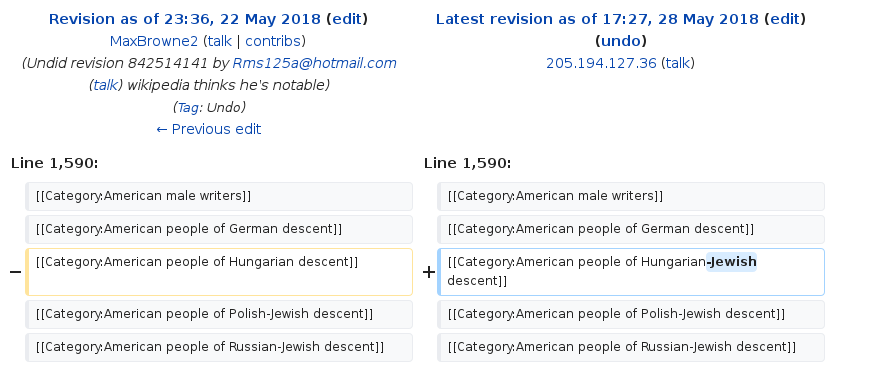 Revision as of 23:36, 22 May 2018 (edit)
MaxBrowne2 (talk | contribs)
(Undid revision 842514141 by Rms125a@hotmail.com
(talk) wikipedia thinks he's notable)
(Tag: Undo)
← Previous edit
Latest revision as of 17:27, 28 May 2018 (edit)
(undo)
205.194.127.36 (talk)
Line 1,590:
Line 1,590:
[[Category:American male writers]]
[[Category:American male writers]]
[[Category:American people of German descent]]
[[Category:American people of German descent]]
− [[Category:American people of Hungarian descent]]
+ [[Category:American people of Hungarian-Jewish
descent]]
[[Category:American people of Polish-Jewish descent]]
[[Category:American people of Polish-Jewish descent]]
[[Category:American people of Russian-Jewish descent]]
[[Category:American people of Russian-Jewish descent]]